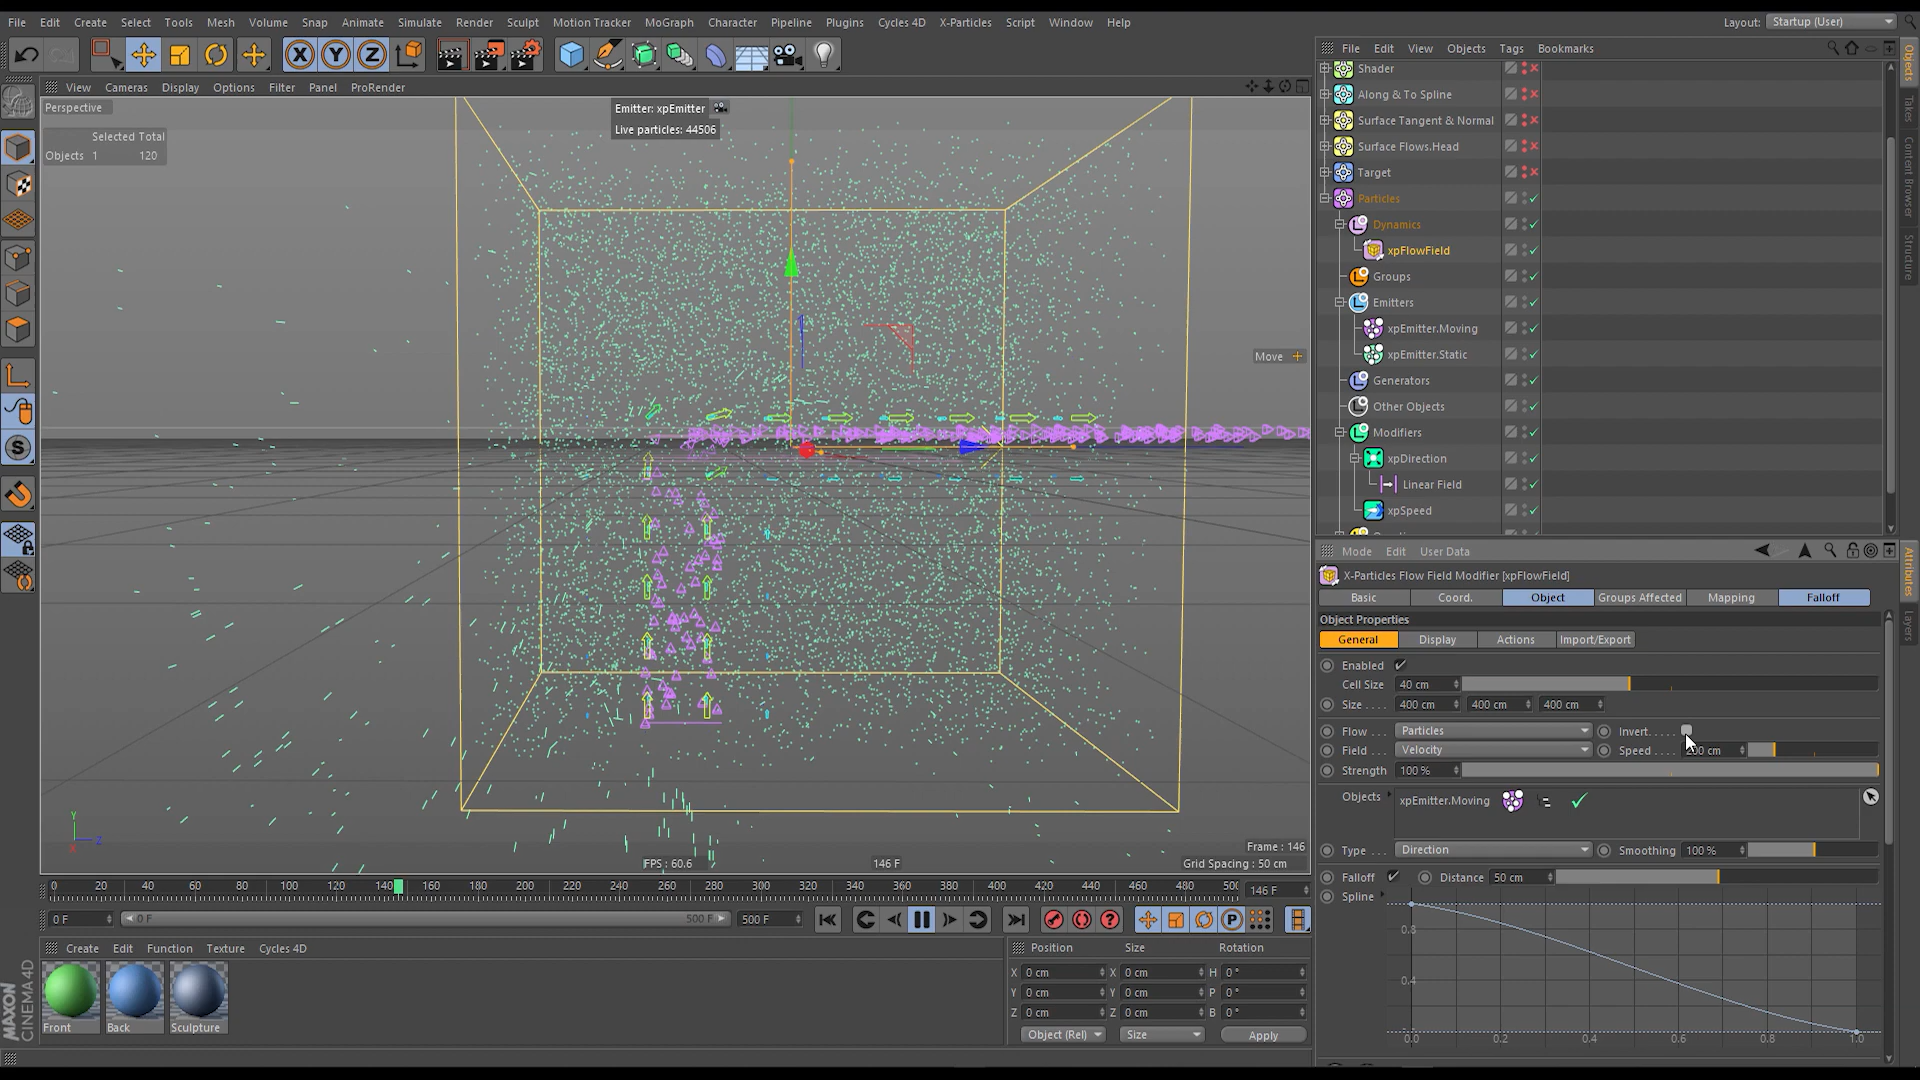 File Edit Create Select Tools Mesh Volume Snap Animate Simulate Render Sculpt Motion Tracker MoGraph Character Pipeline Plugins Cycles 4D X-Particles Script Window Help Layout: Startup (User)
X Y Z
View Cameras Display Options Filter Panel ProRender
Perspective
Selected Total
Objects 1 120
Emitter: xpEmitter
Live particles: 44506
Move
Y
Z
X
FPS : 60.6
146 F
Frame : 146
Grid Spacing : 50 cm
0 20 40 60 80 100 120 140 160 180 200 220 240 260 280 300 320 340 360 380 400 420 440 460 480 500 146 F
0 F 0 F 500 F 500 F
Create Edit Function Texture Cycles 4D
Front Back Sculpture
MAXON
CINEMA 4D
Position Size Rotation
X 0 cm X 0 cm H 0 °
Y 0 cm Y 0 cm P 0 °
Z 0 cm Z 0 cm B 0 °
Object (Rel) Size Apply
File Edit View Objects Tags Bookmarks
Shader
Along & To Spline
Surface Tangent & Normal
Surface Flows.Head
Target
Particles
Dynamics
xpFlowField
Groups
Emitters
xpEmitter.Moving
xpEmitter.Static
Generators
Other Objects
Modifiers
xpDirection
Linear Field
xpSpeed
Objects
Takes
Content Browser
Structure
Attributes
Layers
Mode Edit User Data
X-Particles Flow Field Modifier [xpFlowField]
Basic Coord. Object Groups Affected Mapping Falloff
Object Properties
General Display Actions Import/Export
Enabled
Cell Size 40 cm
Size . . . . 400 cm 400 cm 400 cm
Flow . . . Particles Invert. . . . .
Field . . . Velocity Speed . . . .
Strength 100 %
Objects xpEmitter.Moving
Type . . . Direction Smoothing 100 %
Falloff Distance 50 cm
Spline
0.8
0.4
0.0 0.2 0.4 0.6 0.8 1.0